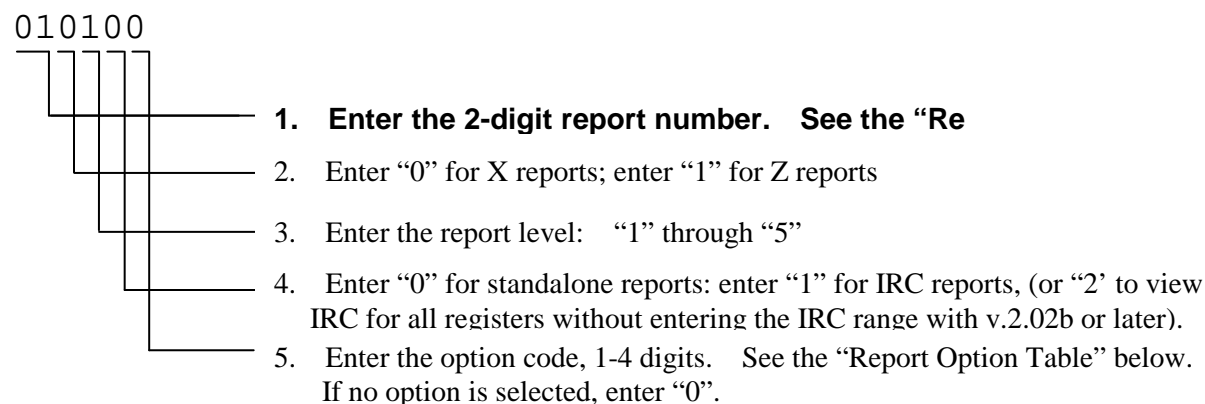 010100
1. Enter the 2-digit report number. See the “Re
2. Enter “0” for X reports; enter “1” for Z reports
3. Enter the report level: “1” through “5”
4. Enter “0” for standalone reports: enter “1” for IRC reports, (or “2’ to view
IRC for all registers without entering the IRC range with v.2.02b or later).
5. Enter the option code, 1-4 digits. See the “Report Option Table” below.
If no option is selected, enter “0”.